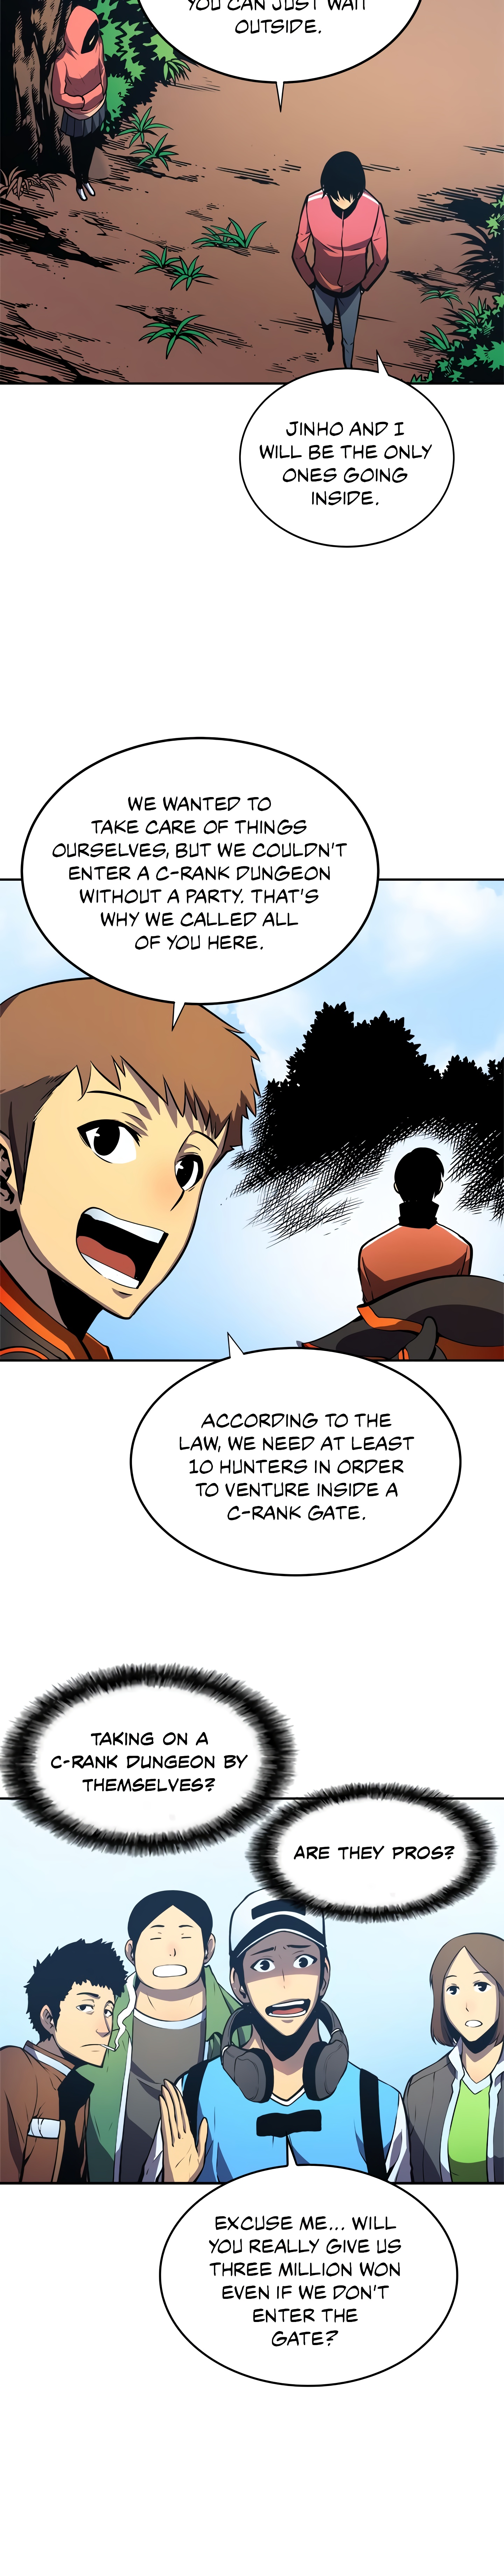 YOU CAN JUST WAIT
OUTSIDE.
JINHO AND I
WILL BE THE ONLY
ONES GOING
INSIDE.
WE WANTED TO
TAKE CARE OF THINGS
OURSELVES, BUT WE COULDN'T
ENTER A C-RANK DUNGEON
WITHOUT A PARTY. THAT'S
WHY WE CALLED ALL
OF YOU HERE.
ACCORDING TO THE
LAW, WE NEED AT LEAST
10 HUNTERS IN ORDER
TO VENTURE INSIDE A
C-RANK GATE.
TAKING ON A
C-RANK DUNGEON BY
THEMSELVES?
ARE THEY PROS?
EXCUSE ME... WILL
YOU REALLY GIVE US
THREE MILLION WON
EVEN IF WE DON'T
ENTER THE
GATE?